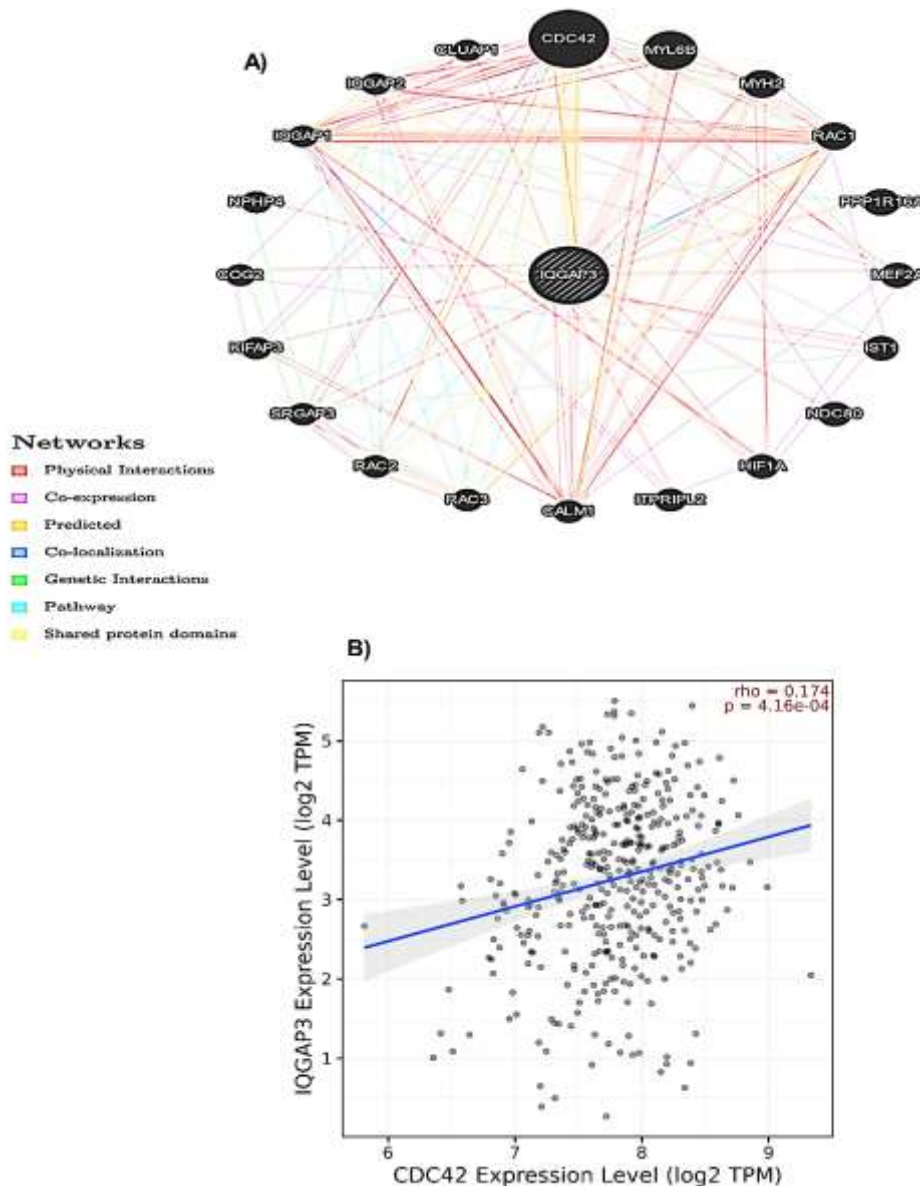 A)
CDC42
CLUAP1
MYL6B
IQGAP2
MYH2
IQGAP1
RAC1
NPHP4
PPP1R16A
IQGAP3
COG2
MEF2A
KIFAP3
IST1
SRGAP3
NDC80
RAC2
HIF1A
RAC3
CALM1
ITPRIPL2
Networks
Physical Interactions
Co-expression
Predicted
Co-localization
Genetic Interactions
Pathway
Shared protein domains
B)
rho = 0.174
p = 4.16e-04
IQGAP3 Expression Level (log2 TPM)
5
4
3
2
1
6 7 8 9
CDC42 Expression Level (log2 TPM)